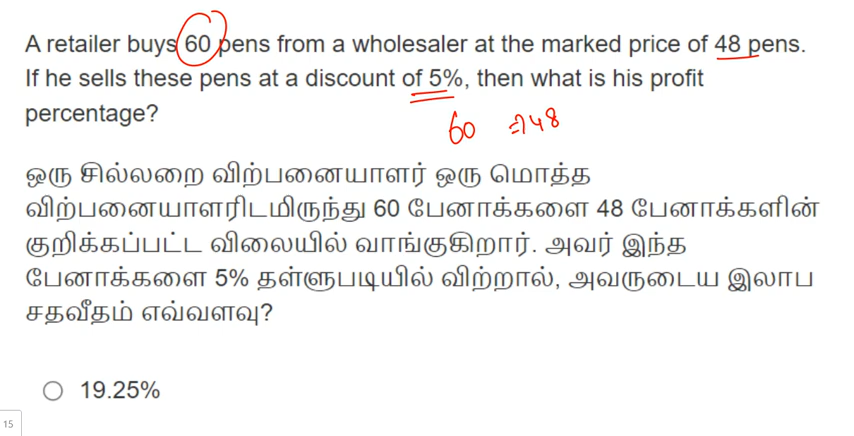 A retailer buys 60 pens from a wholesaler at the marked price of 48 pens.
If he sells these pens at a discount of 5%, then what is his profit
percentage?
60 ⇒ 48
ஒரு சில்லறை விற்பனையாளர் ஒரு மொத்த
விற்பனையாளரிடமிருந்து 60 பேனாக்களை 48 பேனாக்களின்
குறிக்கப்பட்ட விலையில் வாங்குகிறார். அவர் இந்த
பேனாக்களை 5% தள்ளுபடியில் விற்றால், அவருடைய இலாப
சதவீதம் எவ்வளவு?
19.25%
15